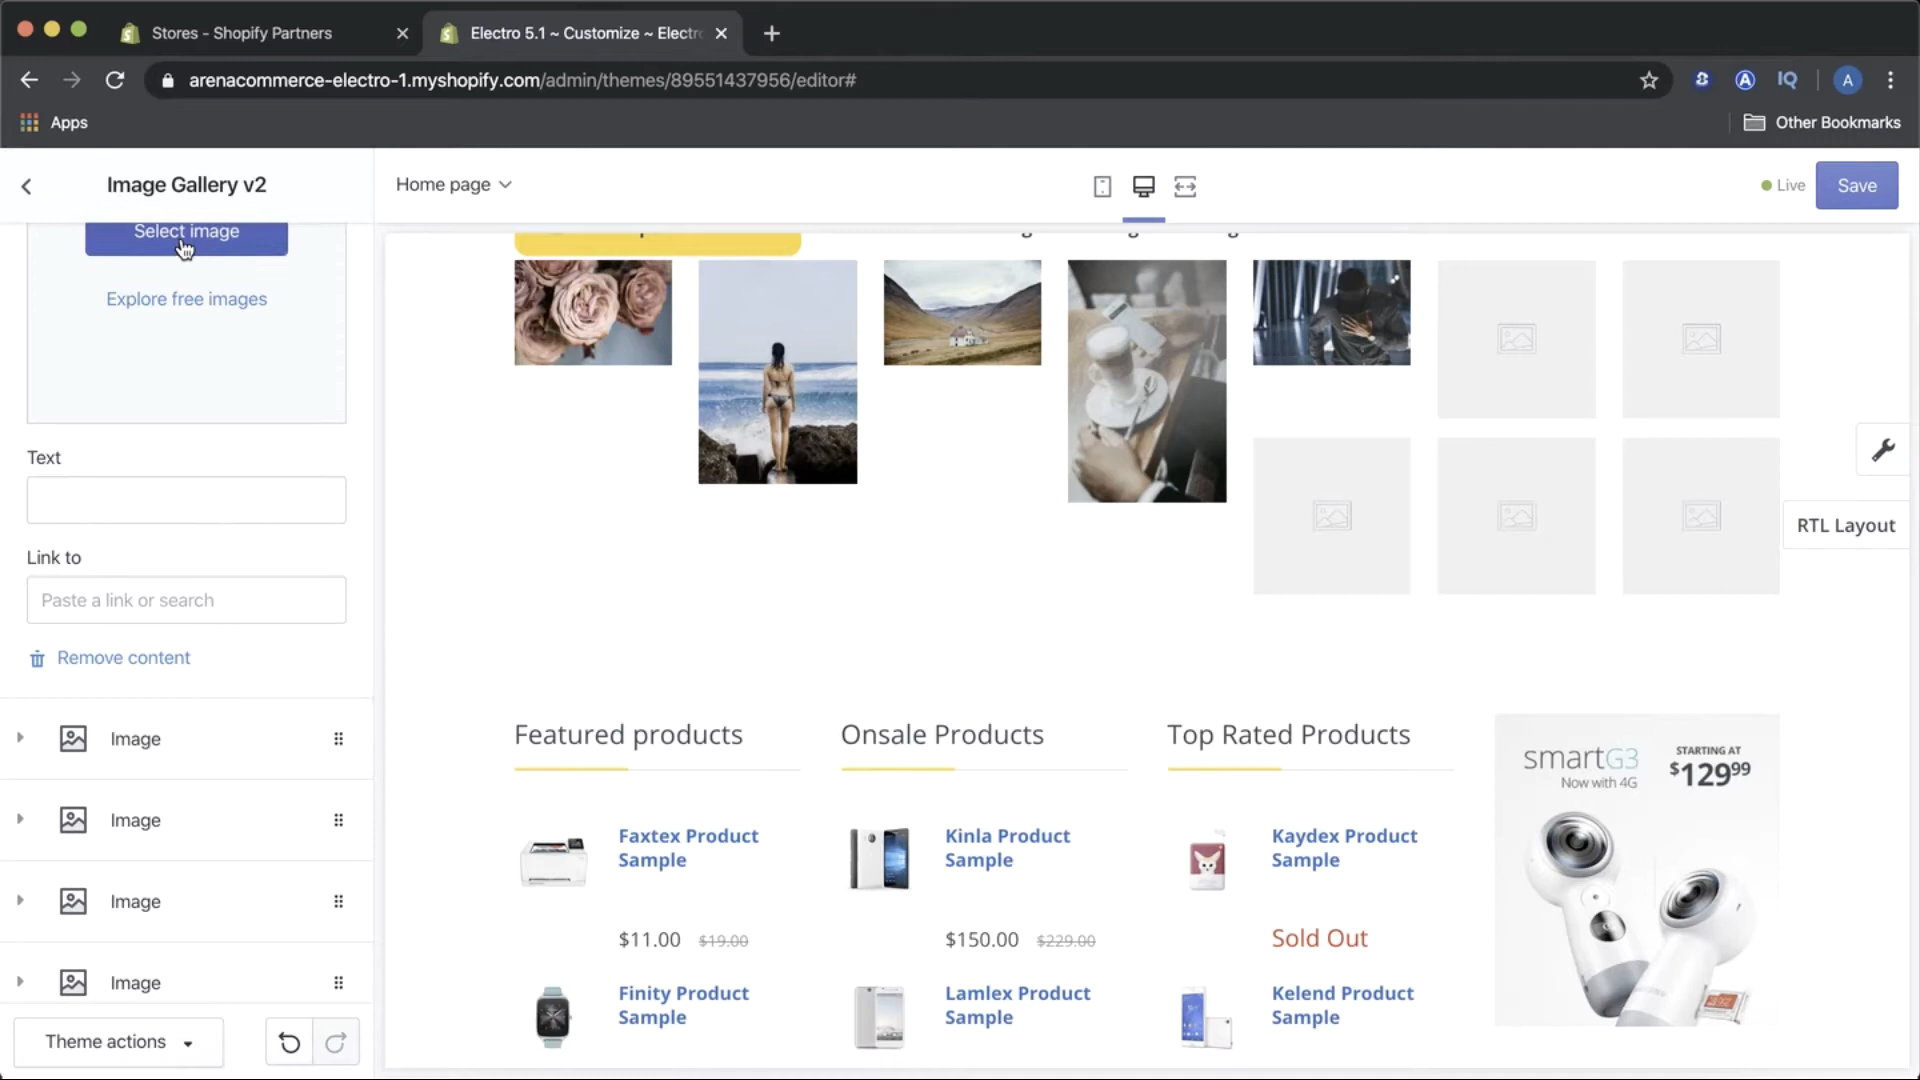 Stores - Shopify Partners
Electro 5.1 ~ Customize ~ Electr
arenacommerce-electro-1.myshopify.com/admin/themes/89551437956/editor#
IQ
A
Apps
Other Bookmarks
Image Gallery v2
Home page
Live
Save
Select image
Explore free images
Text
Link to
Paste a link or search
Remove content
Image
Image
Image
Image
Theme actions
RTL Layout
Featured products
Onsale Products
Top Rated Products
smartG3
Now with 4G
STARTING AT
$12999
Faxtex Product
Sample
Kinla Product
Sample
Kaydex Product
Sample
$11.00 $19.00
$150.00 $229.00
Sold Out
Finity Product
Sample
Lamlex Product
Sample
Kelend Product
Sample